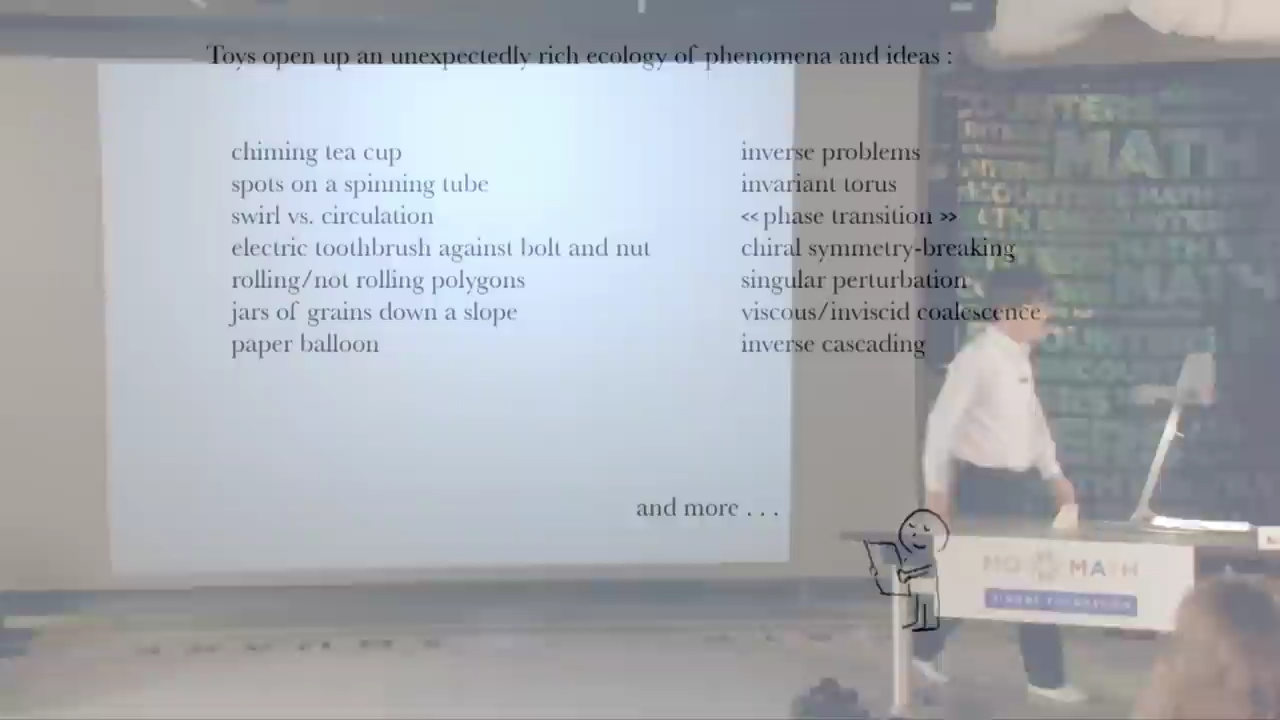 Toys open up an unexpectedly rich ecology of phenomena and ideas :
chiming tea cup inverse problems
spots on a spinning tube invariant torus
swirl vs. circulation « phase transition »
electric toothbrush against bolt and nut chiral symmetry-breaking
rolling/not rolling polygons singular perturbation
jars of grains down a slope viscous/inviscid coalescence
paper balloon inverse cascading
and more . . .
MATH
MATH